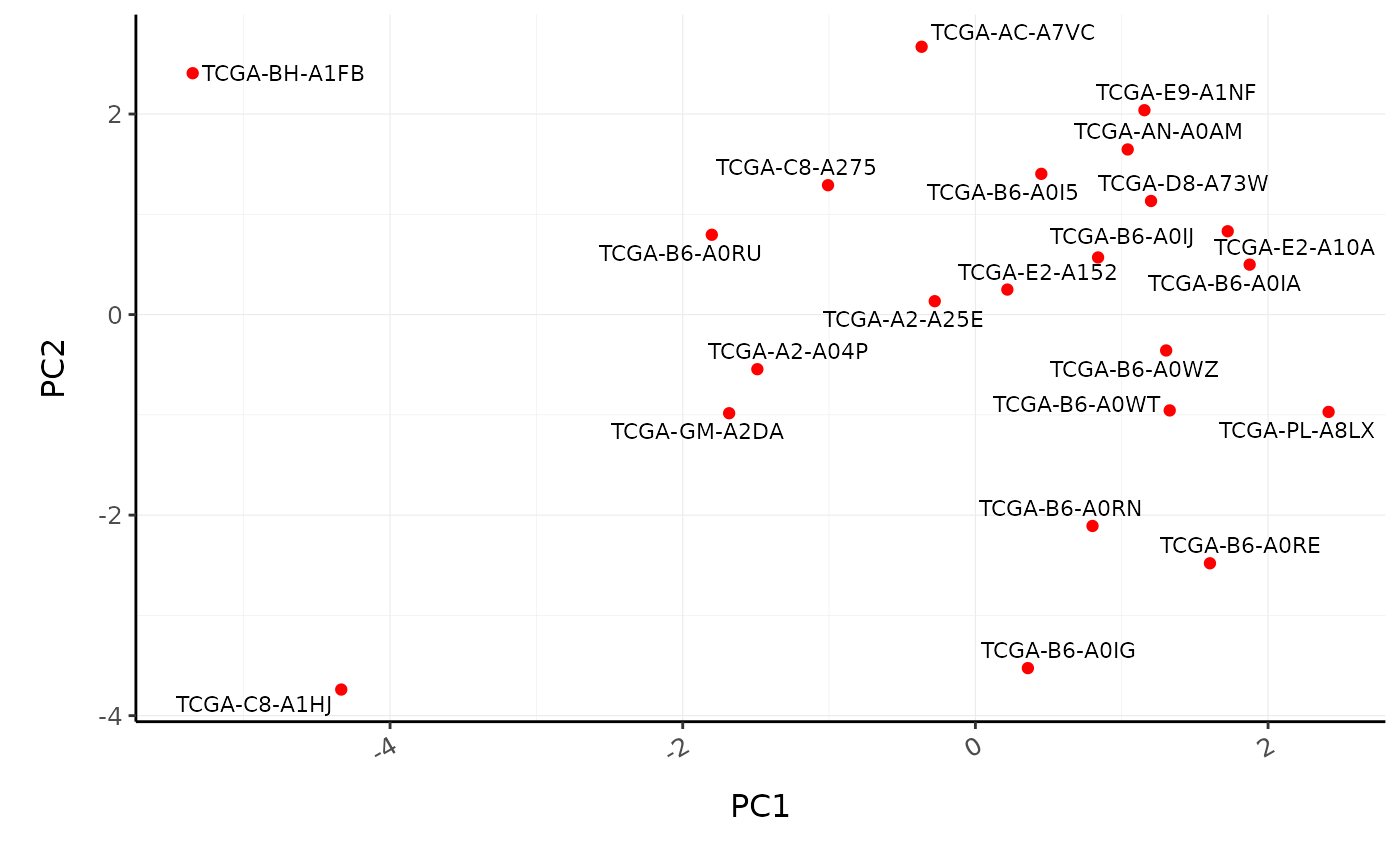 TCGA-AC-A7VC
TCGA-BH-A1FB
TCGA-E9-A1NF
2
TCGA-AN-A0AM
TCGA-C8-A275
TCGA-D8-A73W
TCGA-B6-A0I5
TCGA-B6-A0IJ
TCGA-E2-A10A
TCGA-B6-A0RU
TCGA-E2-A152
TCGA-B6-A0IA
0
TCGA-A2-A25E
TCGA-A2-A04P
PC2
TCGA-B6-A0WZ
TCGA-B6-A0WT
TCGA-GM-A2DA
TCGA-PL-A8LX
TCGA-B6-A0RN
-2
TCGA-B6-A0RE
TCGA-B6-A0IG
TCGA-C8-A1HJ
-4
-4 -2 0 2
PC1